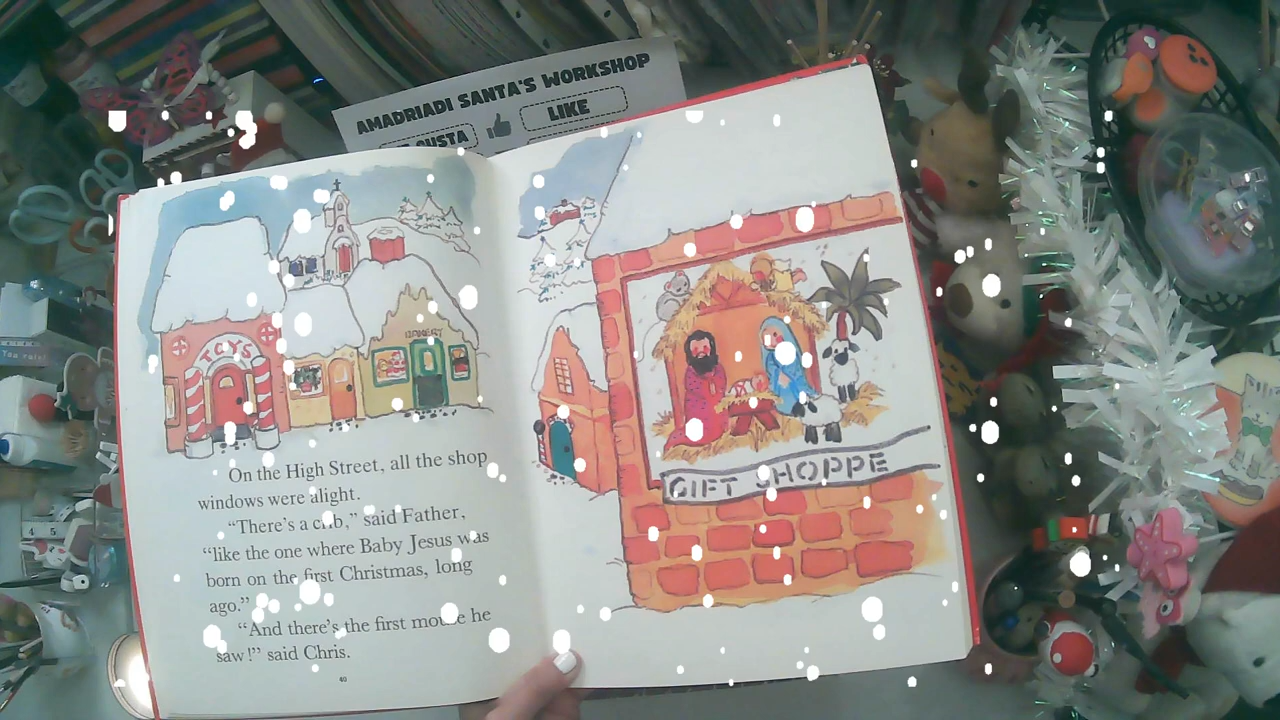 AMADRIADI SANTA'S WORKSHOP
LIKE
TOYS
BAKERY
On the High Street, all the shop
windows were alight.
"There's a crib," said Father,
"like the one where Baby Jesus was
born on the first Christmas, long
ago."
"And there's the first mouse he
saw!" said Chris.
40
GIFT SHOPPE